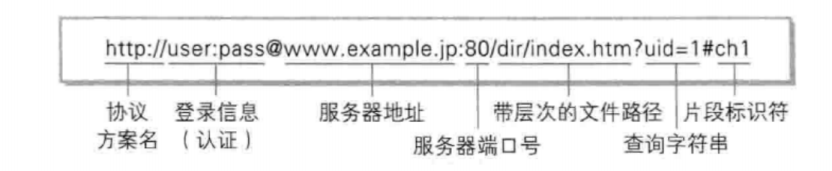 http://user:pass@www.example.jp:80/dir/index.htm?uid=1#ch1
协议
方案名
登录信息
（认证）
服务器地址
服务器端口号
带层次的文件路径
查询字符串
片段标识符